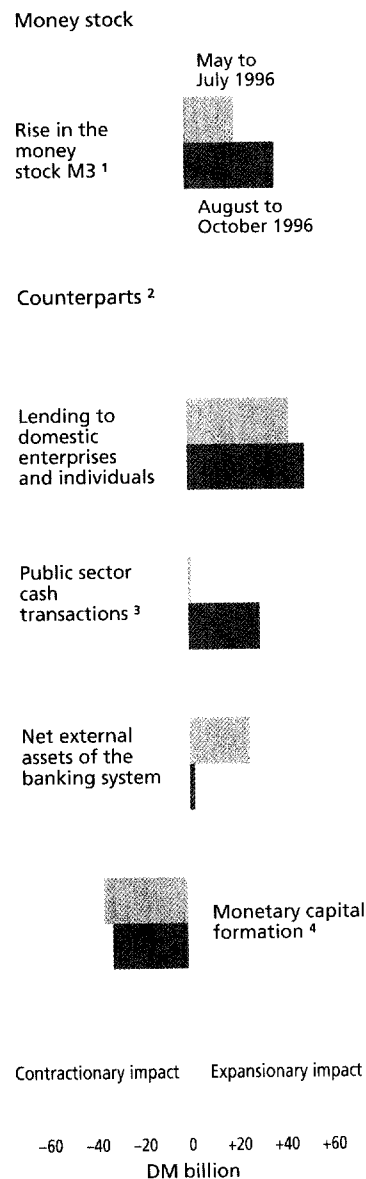 Money stock
May to
July 1996
Rise in the
money
stock M3 ¹
August to
October 1996
Counterparts ²
Lending to
domestic
enterprises
and individuals
Public sector
cash
transactions ³
Net external
assets of the
banking system
Monetary capital
formation ⁴
Contractionary impact Expansionary impact
−60 −40 −20 0 +20 +40 +60
DM billion